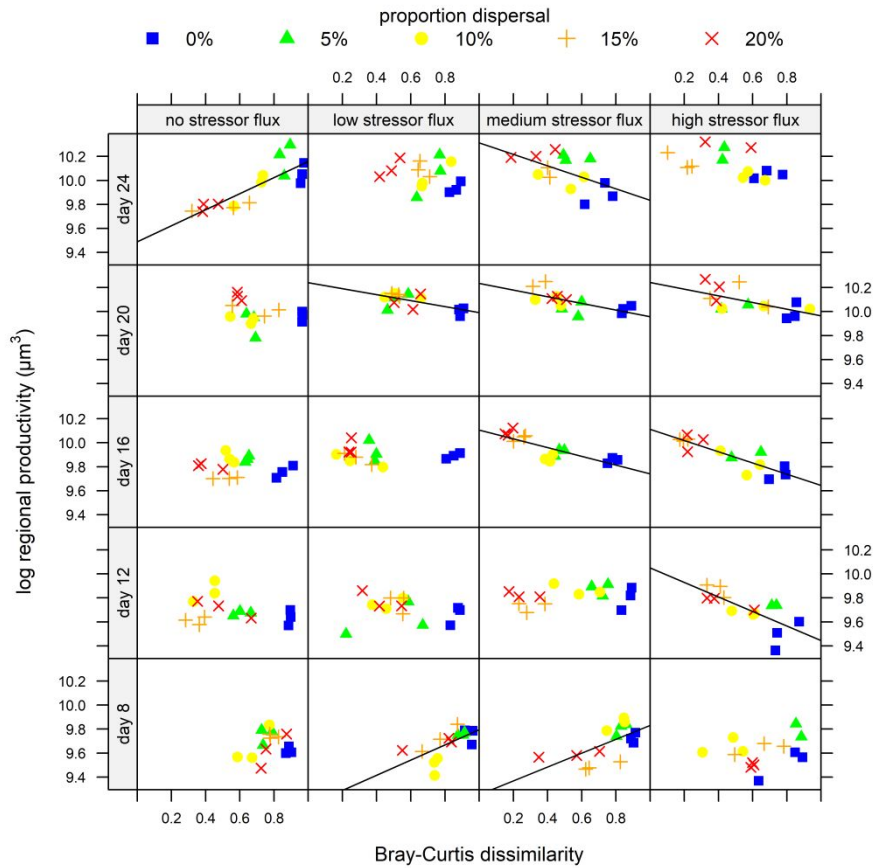 proportion dispersal
0% 5% 10% 15% 20%
0.2 0.4 0.6 0.8 0.2 0.4 0.6 0.8
no stressor flux low stressor flux medium stressor flux high stressor flux
day 24
10.2
10.0
9.8
9.6
9.4
day 20
10.2
10.0
9.8
9.6
9.4
day 16
10.2
10.0
9.8
9.6
9.4
day 12
10.2
10.0
9.8
9.6
9.4
day 8
10.2
10.0
9.8
9.6
9.4
0.2 0.4 0.6 0.8 0.2 0.4 0.6 0.8
log regional productivity (µm³)
Bray-Curtis dissimilarity